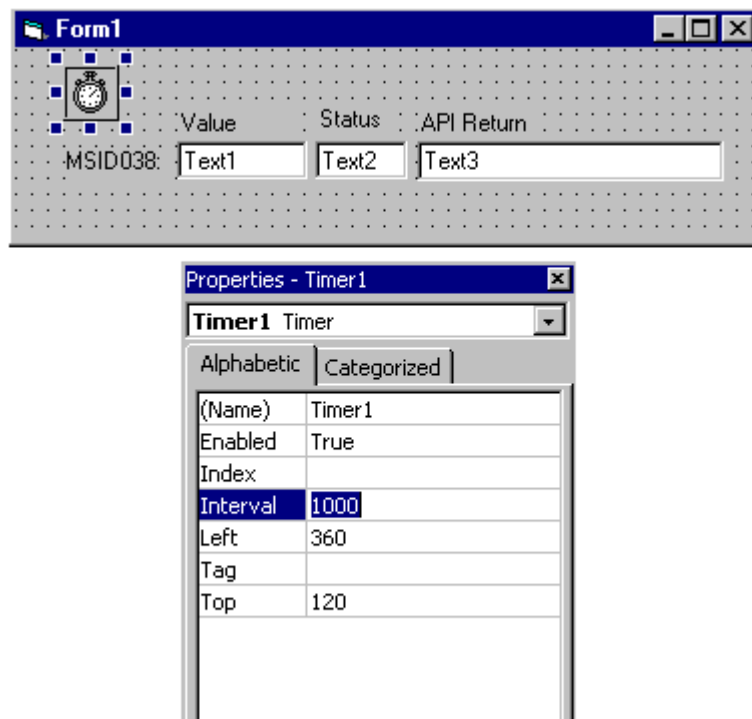 Form1
Value Status API Return
MSID038: Text1 Text2 Text3
Properties - Timer1
Timer1 Timer
Alphabetic Categorized
(Name) Timer1
Enabled True
Index
Interval 1000
Left 360
Tag
Top 120